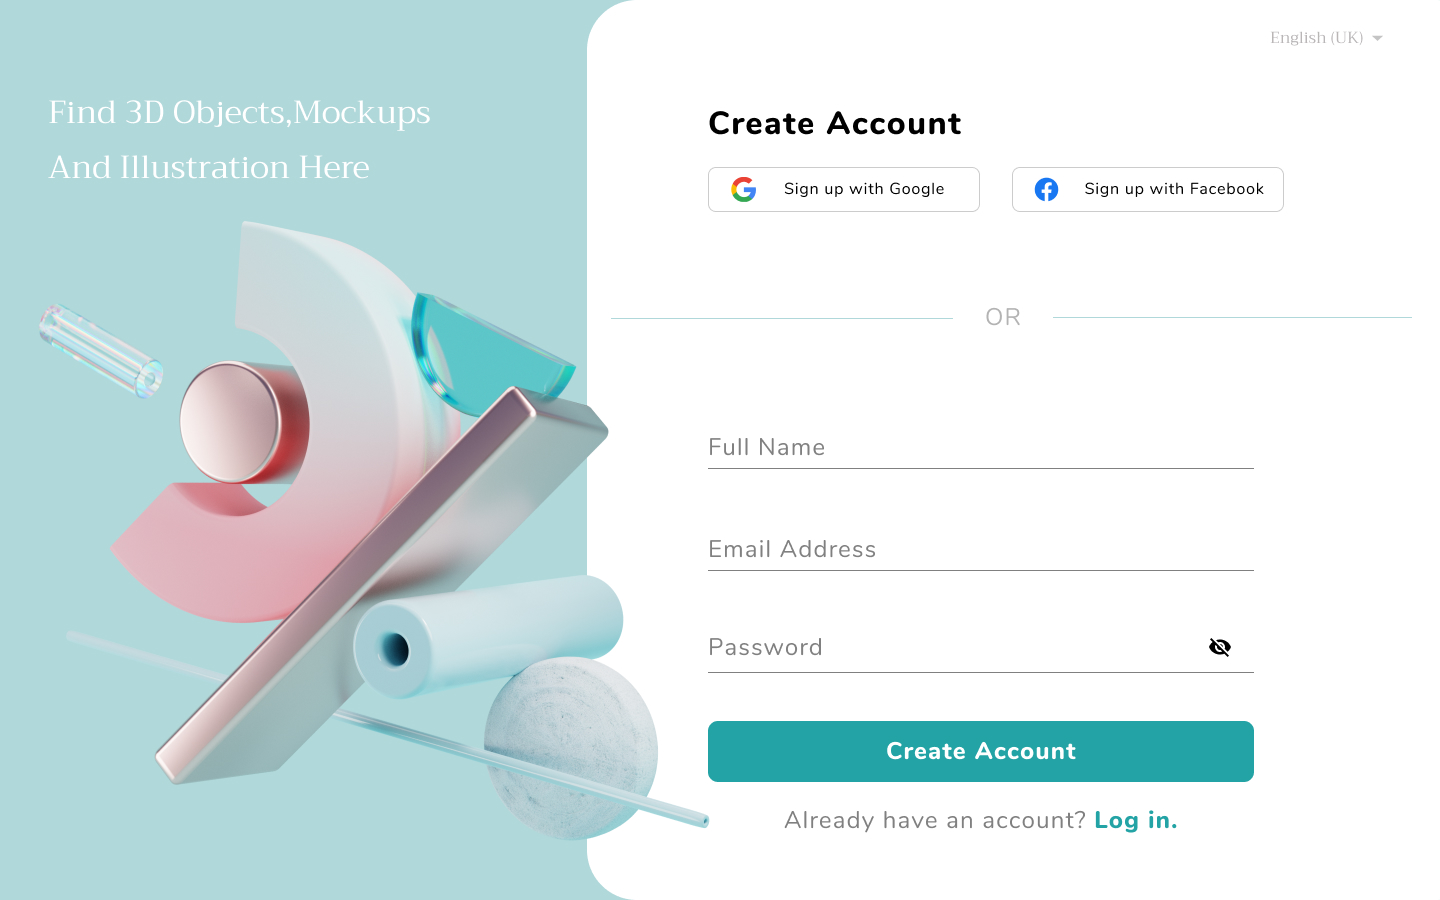 English (UK)
Find 3D Objects,Mockups
And Illustration Here
Create Account
Sign up with Google
Sign up with Facebook
OR
Full Name
Email Address
Password
Create Account
Already have an account? Log in.